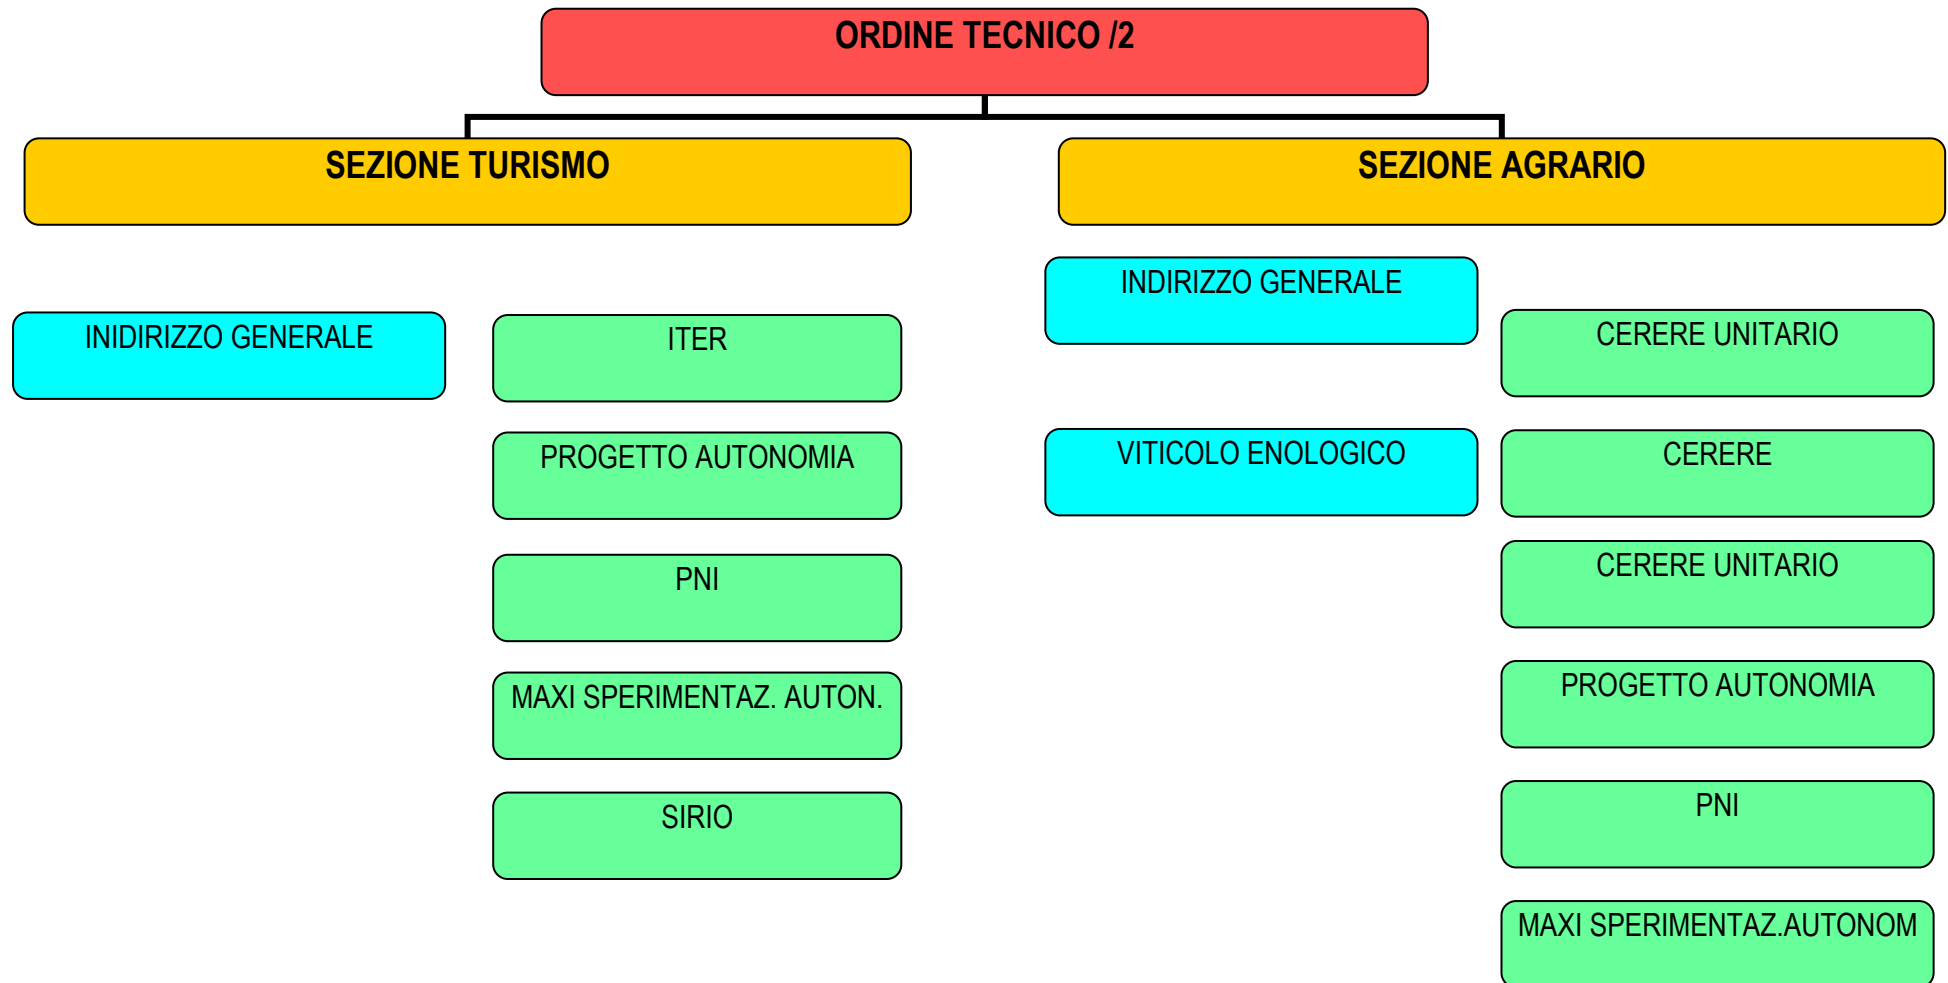 ORDINE TECNICO /2
SEZIONE TURISMO
SEZIONE AGRARIO
INIDIRIZZO GENERALE
ITER
PROGETTO AUTONOMIA
PNI
MAXI SPERIMENTAZ. AUTON.
SIRIO
INDIRIZZO GENERALE
VITICOLO ENOLOGICO
CERERE UNITARIO
CERERE
CERERE UNITARIO
PROGETTO AUTONOMIA
PNI
MAXI SPERIMENTAZ.AUTONOM